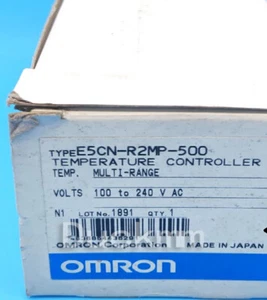 TYPE E5CN-R2MP-500
TEMPERATURE CONTROLLER
TEMP. MULTI-RANGE
VOLTS 100 to 240 V AC
N1 LOT No. 1891 QTY 1
OMRON Corporation MADE IN JAPAN
OMRON